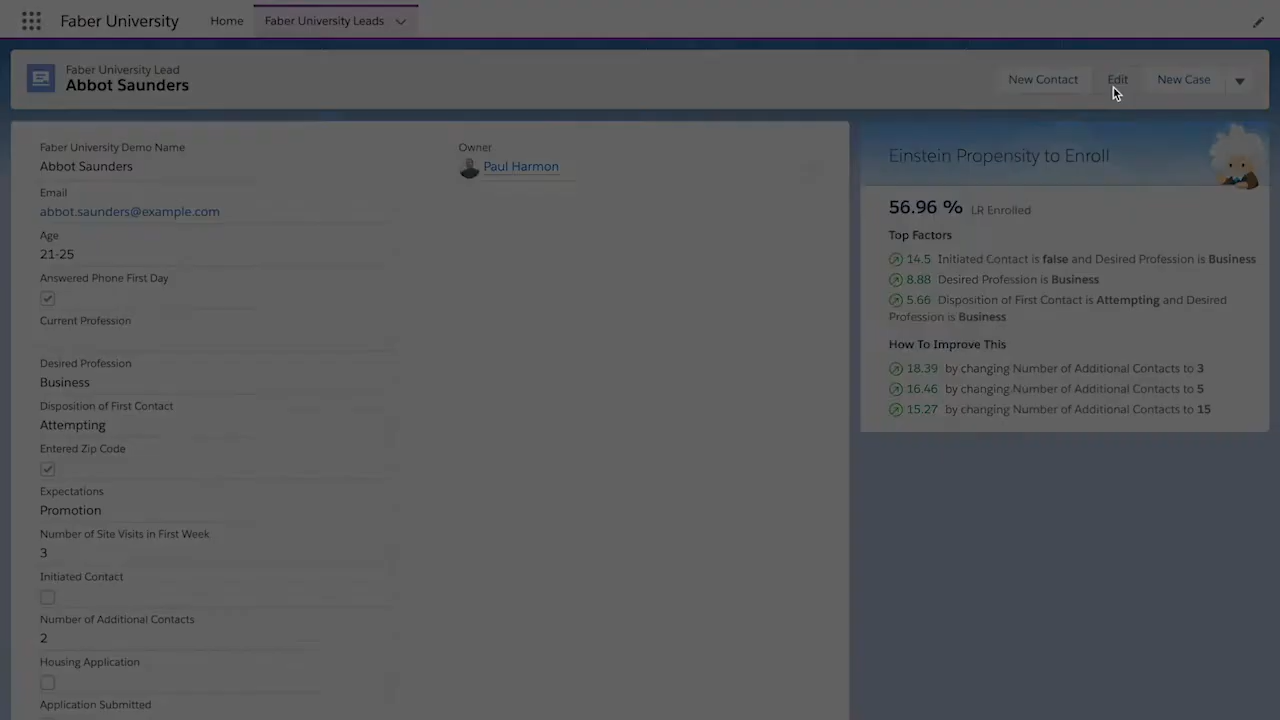 Faber University
Home
Faber University Leads
Faber University Lead
Abbot Saunders
New Contact
Edit
New Case
Faber University Demo Name
Abbot Saunders
Email
abbot.saunders@example.com
Age
21-25
Answered Phone First Day
Current Profession
Desired Profession
Business
Disposition of First Contact
Attempting
Entered Zip Code
Expectations
Promotion
Number of Site Visits in First Week
3
Initiated Contact
Number of Additional Contacts
2
Housing Application
Application Submitted
Owner
Paul Harmon
Einstein Propensity to Enroll
56.96 % LR Enrolled
Top Factors
14.5 Initiated Contact is false and Desired Profession is Business
8.88 Desired Profession is Business
5.66 Disposition of First Contact is Attempting and Desired
Profession is Business
How To Improve This
18.39 by changing Number of Additional Contacts to 3
16.46 by changing Number of Additional Contacts to 5
15.27 by changing Number of Additional Contacts to 15